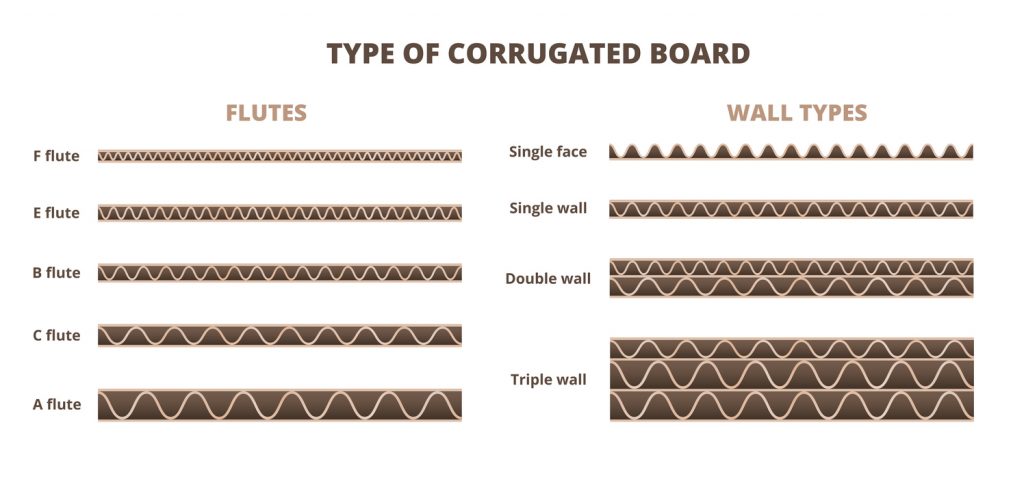 TYPE OF CORRUGATED BOARD
FLUTES
F flute
E flute
B flute
C flute
A flute
WALL TYPES
Single face
Single wall
Double wall
Triple wall